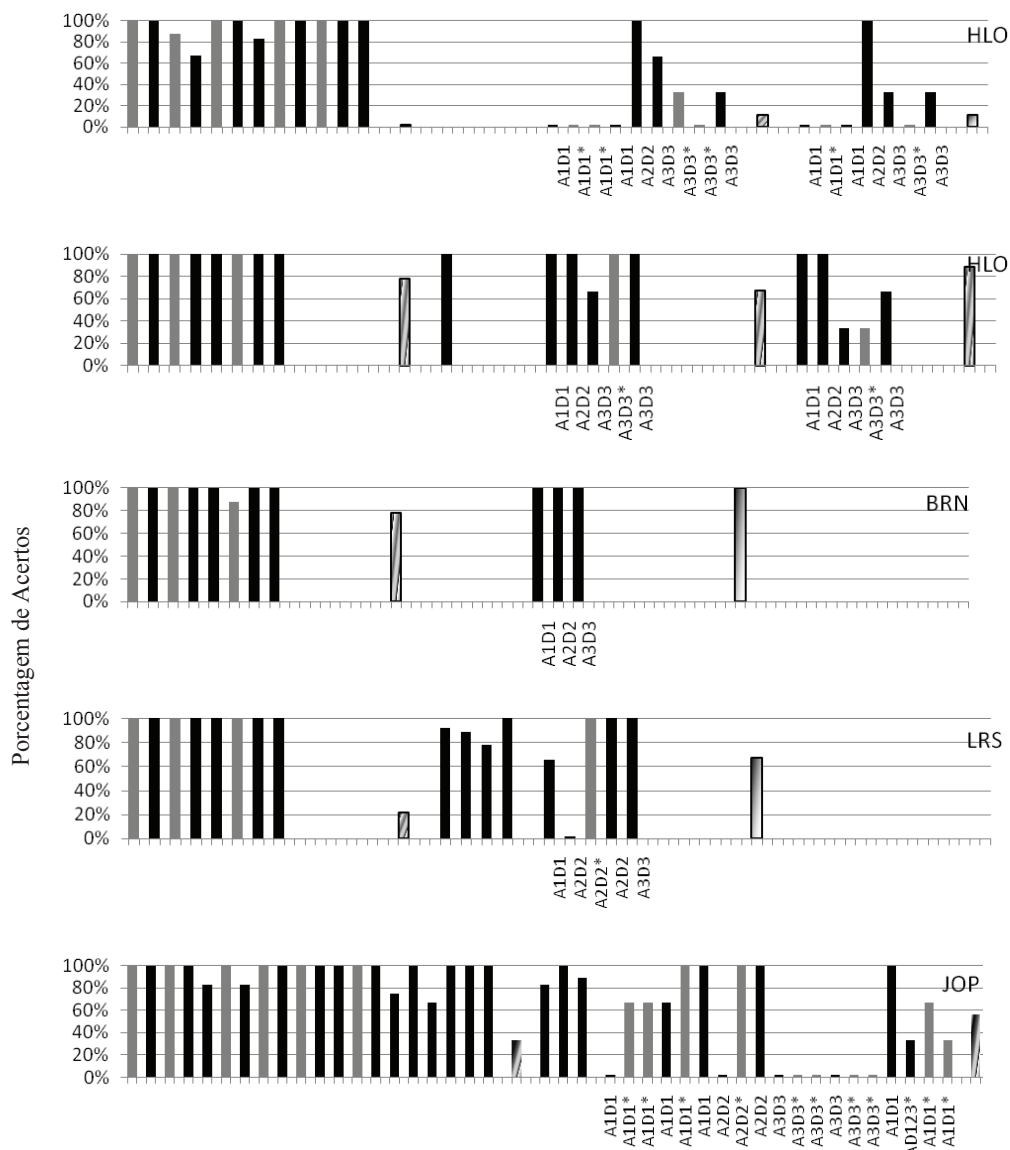 100%
80%
60%
40%
20%
0%
HLO
A1D1
A1D1*
A1D1*
A1D1
A2D2
A3D3
A3D3*
A3D3*
A3D3
A1D1
A1D1*
A1D1
A2D2
A3D3
A3D3*
A3D3
100%
80%
60%
40%
20%
0%
HLO
A1D1
A2D2
A3D3
A3D3*
A3D3
A1D1
A2D2
A3D3
A3D3*
A3D3
Porcentagem de Acertos
100%
80%
60%
40%
20%
0%
BRN
A1D1
A2D2
A3D3
100%
80%
60%
40%
20%
0%
LRS
A1D1
A2D2
A2D2*
A2D2
A3D3
100%
80%
60%
40%
20%
0%
JOP
A1D1
A1D1*
A1D1*
A1D1
A1D1*
A1D1
A2D2
A2D2*
A2D2
A3D3
A3D3*
A3D3*
A3D3
A3D3*
A3D3*
A1D1
AD123*
A1D1*
A1D1*